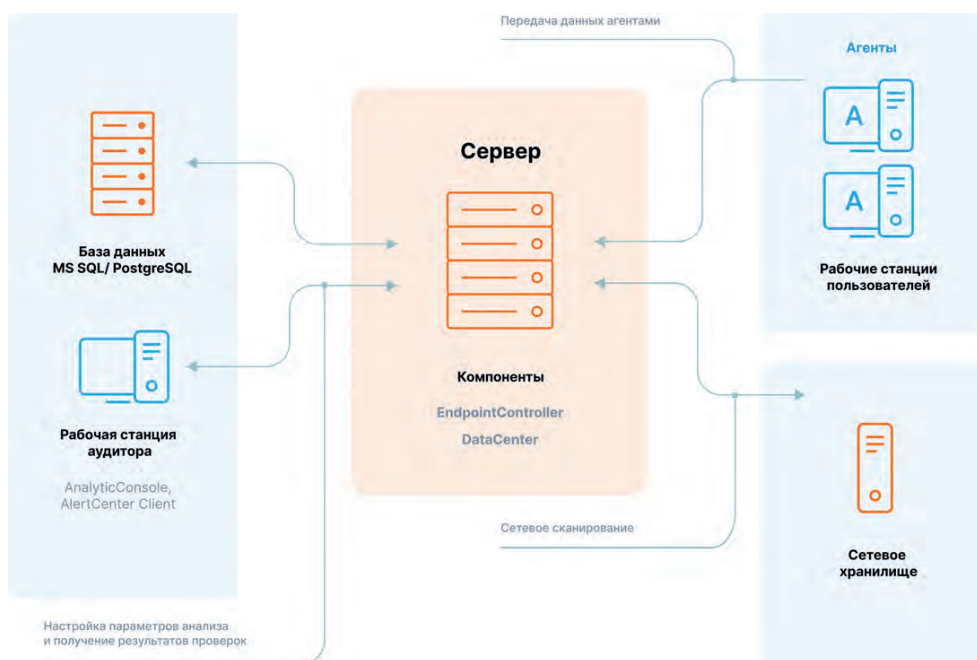 Передача данных агентами
Агенты
A
A
Рабочие станции
пользователей
Сервер
База данных
MS SQL/ PostgreSQL
Компоненты
EndpointController
DataCenter
Рабочая станция
аудитора
AnalyticConsole,
AlertCenter Client
Сетевое сканирование
Сетевое
хранилище
Настройка параметров анализа
и получение результатов проверок